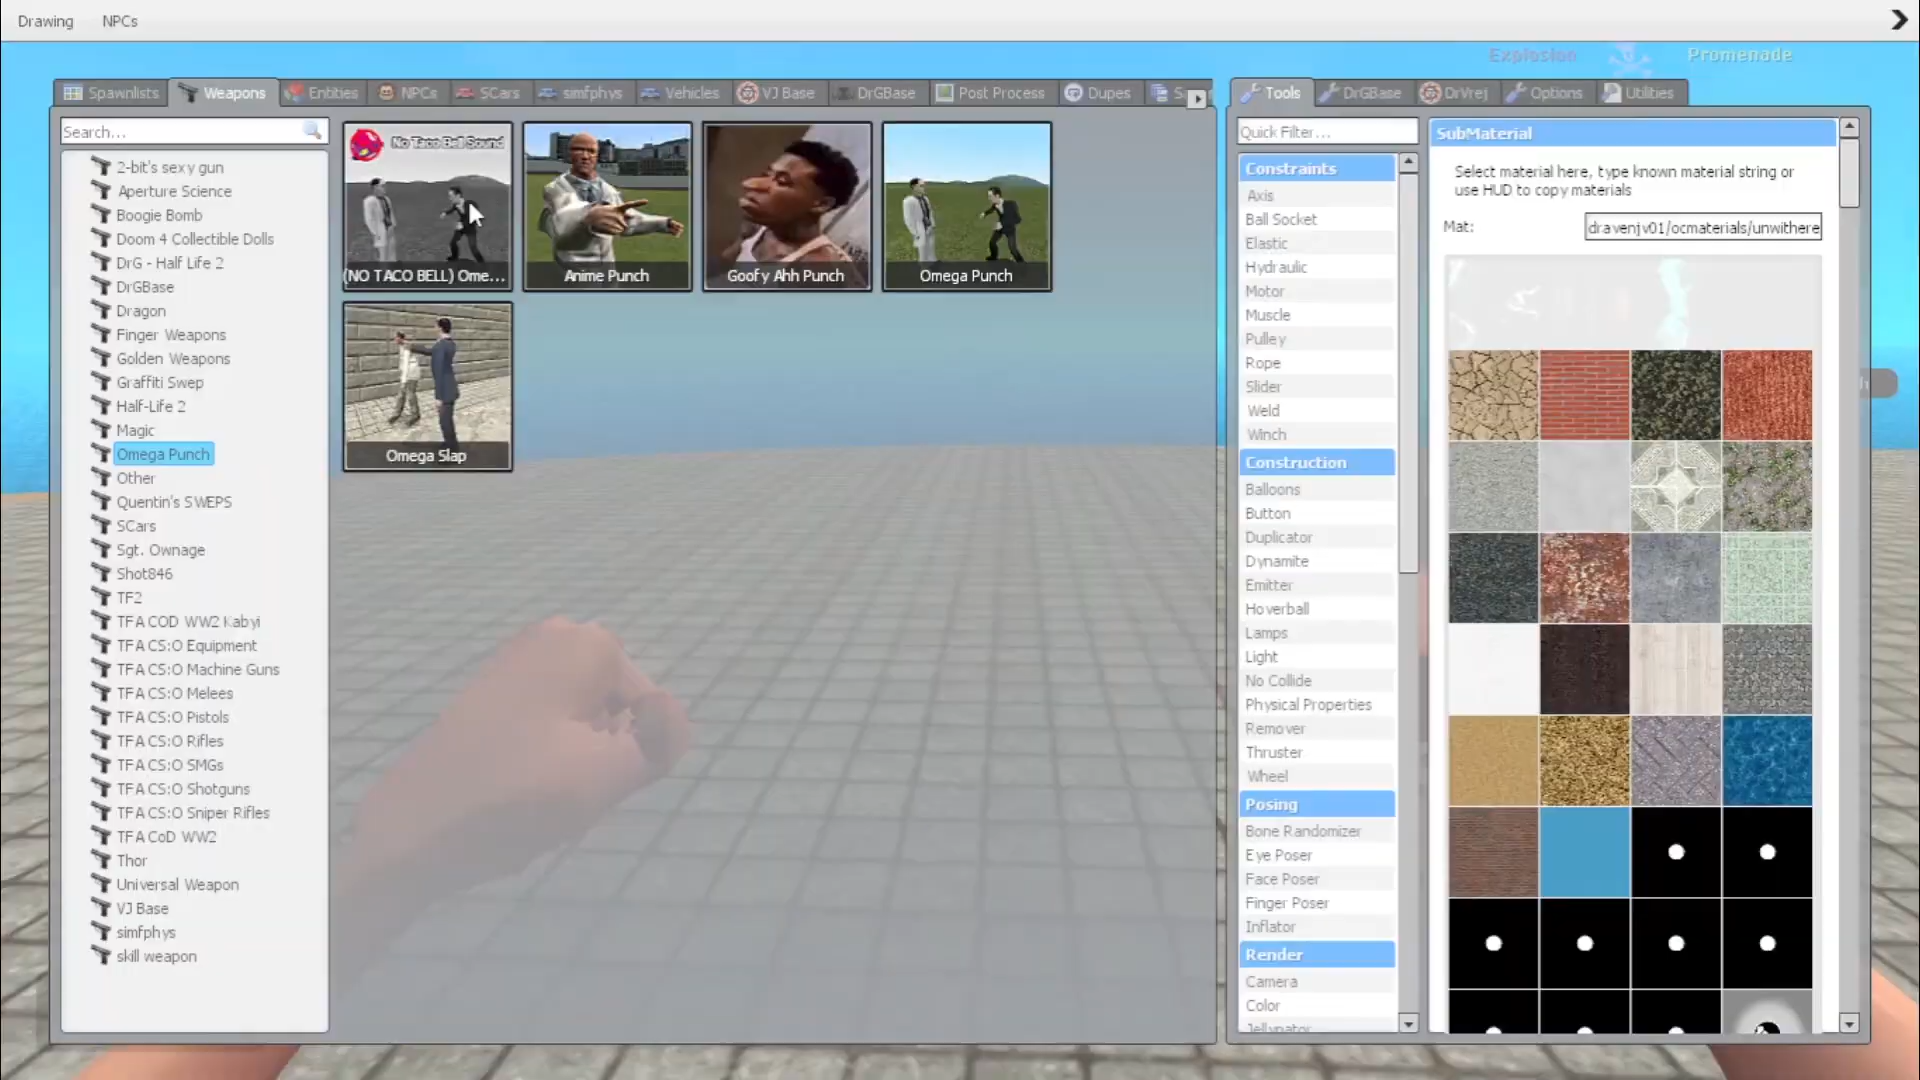 Drawing NPCs
Explosion Promenade
Spawnlists Weapons Entities NPCs SCars simfphys Vehicles VJ Base DrGBase Post Process Dupes
Search...
2-bit's sexy gun
Aperture Science
Boogie Bomb
Doom 4 Collectible Dolls
DrG - Half Life 2
DrGBase
Dragon
Finger Weapons
Golden Weapons
Graffiti Swep
Half-Life 2
Magic
Omega Punch
Other
Quentin's SWEPS
SCars
Sgt. Ownage
Shot846
TF2
TFA COD WW2 Kabyi
TFA CS:O Equipment
TFA CS:O Machine Guns
TFA CS:O Melees
TFA CS:O Pistols
TFA CS:O Rifles
TFA CS:O SMGs
TFA CS:O Shotguns
TFA CS:O Sniper Rifles
TFA CoD WW2
Thor
Universal Weapon
VJ Base
simfphys
skill weapon
No Taco Bell Sound
(NO TACO BELL) Ome...
Anime Punch
Goofy Ahh Punch
Omega Punch
Omega Slap
Tools DrGBase DrVrej Options Utilities
Quick Filter...
Constraints
Axis
Ball Socket
Elastic
Hydraulic
Motor
Muscle
Pulley
Rope
Slider
Weld
Winch
Construction
Balloons
Button
Duplicator
Dynamite
Emitter
Hoverball
Lamps
Light
No Collide
Physical Properties
Remover
Thruster
Wheel
Posing
Bone Randomizer
Eye Poser
Face Poser
Finger Poser
Inflator
Render
Camera
Color
SubMaterial
Select material here, type known material string or
use HUD to copy materials
Mat: dravenjv01/ocmaterials/unwithere